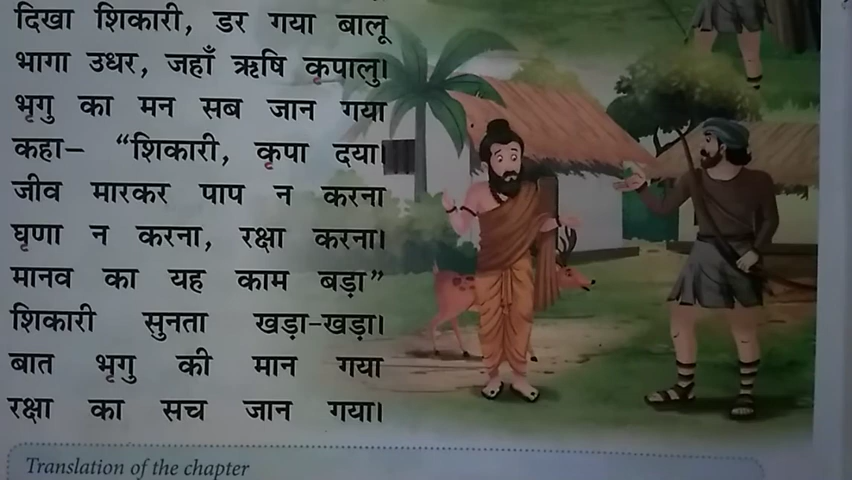 दिखा शिकारी, डर गया बालू
भागा उधर, जहाँ ऋषि कृपालु।
भृगु का मन सब जान गया
कहा– “शिकारी, कृपा दया।
जीव मारकर पाप न करना
घृणा न करना, रक्षा करना।
मानव का यह काम बड़ा”
शिकारी सुनता खड़ा-खड़ा।
बात भृगु की मान गया
रक्षा का सच जान गया।
Translation of the chapter